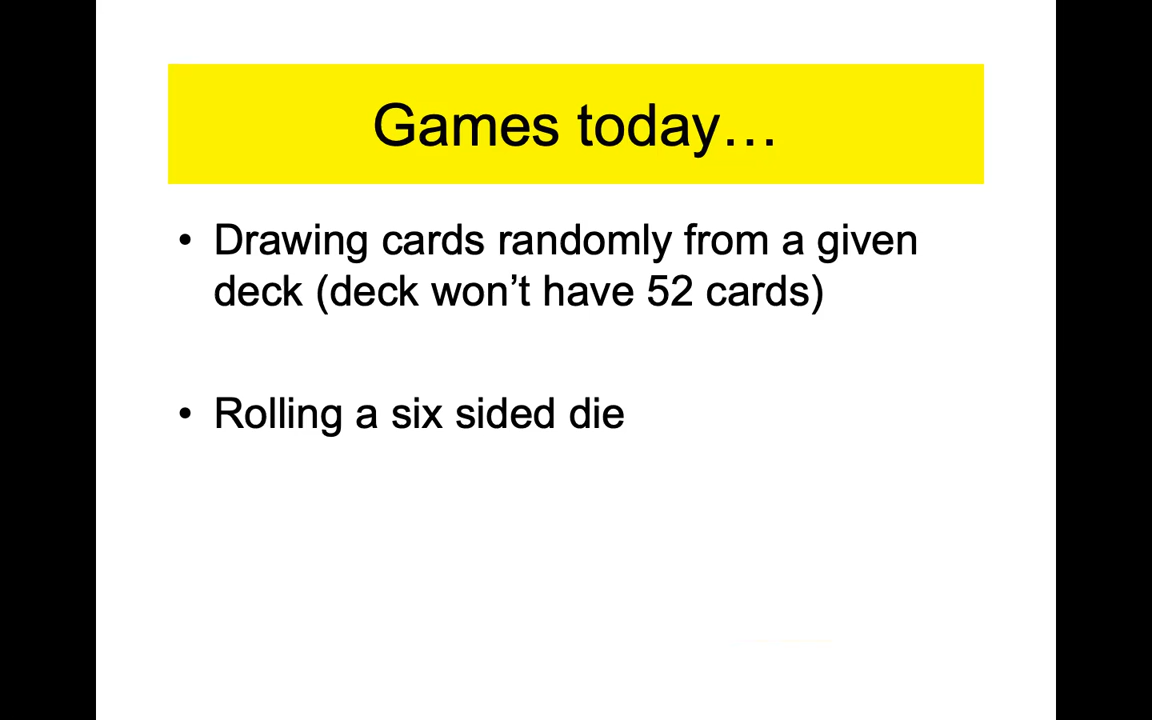 Games today…
• Drawing cards randomly from a given
deck (deck won’t have 52 cards)
• Rolling a six sided die